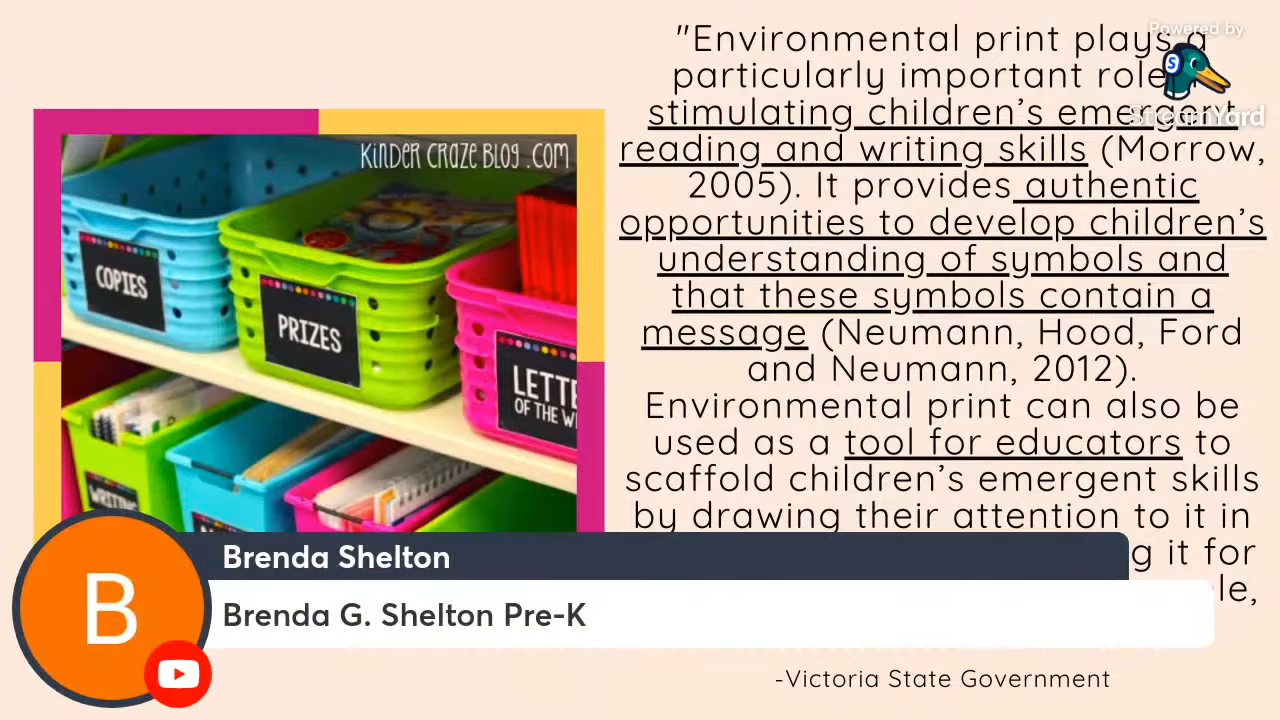 "Environmental print plays a
particularly important role
stimulating children's emergent
reading and writing skills (Morrow,
2005). It provides authentic
opportunities to develop children's
understanding of symbols and
that these symbols contain a
message (Neumann, Hood, Ford
and Neumann, 2012).
Environmental print can also be
used as a tool for educators to
scaffold children's emergent skills
by drawing their attention to it in
it for
-Victoria State Government
Powered by
S
StreamYard
KINDER CRAZE BLOG .COM
COPIES
PRIZES
OF THE
WRITING
Brenda Shelton
Brenda G. Shelton Pre-K
B